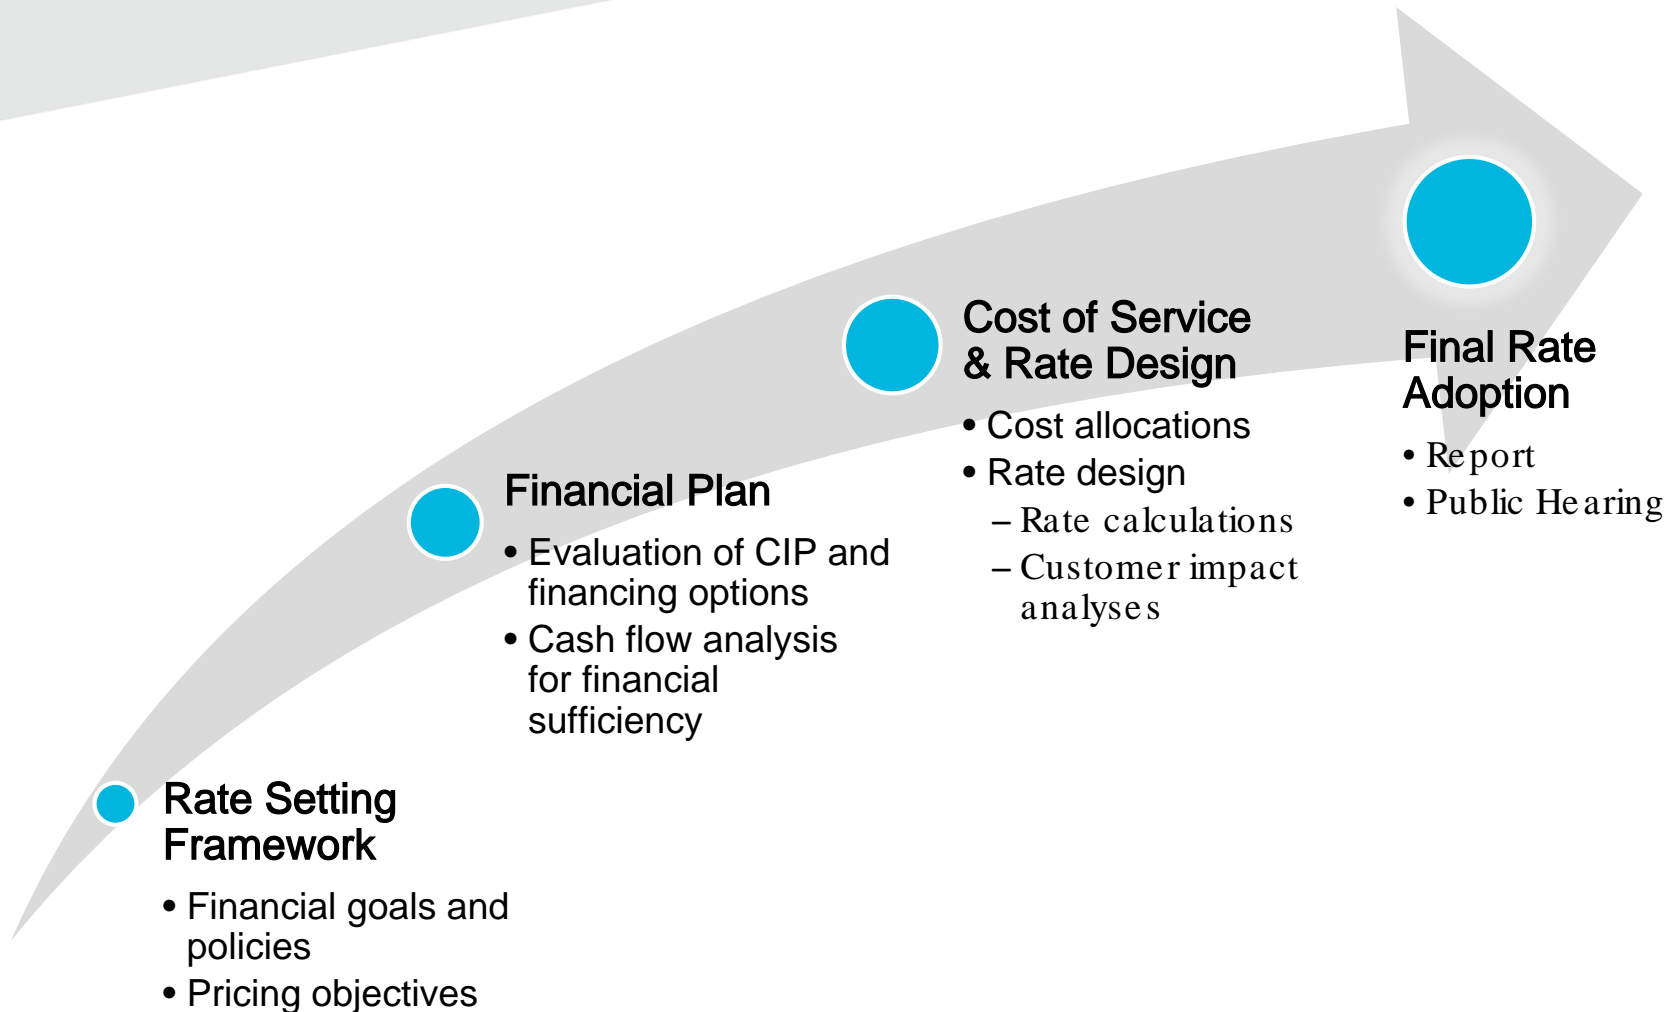 Rate Setting
Framework
• Financial goals and
policies
• Pricing objectives
Financial Plan
• Evaluation of CIP and
financing options
• Cash flow analysis
for financial
sufficiency
Cost of Service
& Rate Design
• Cost allocations
• Rate design
– Rate calculations
– Customer impact
analyses
Final Rate
Adoption
• Report
• Public Hearing